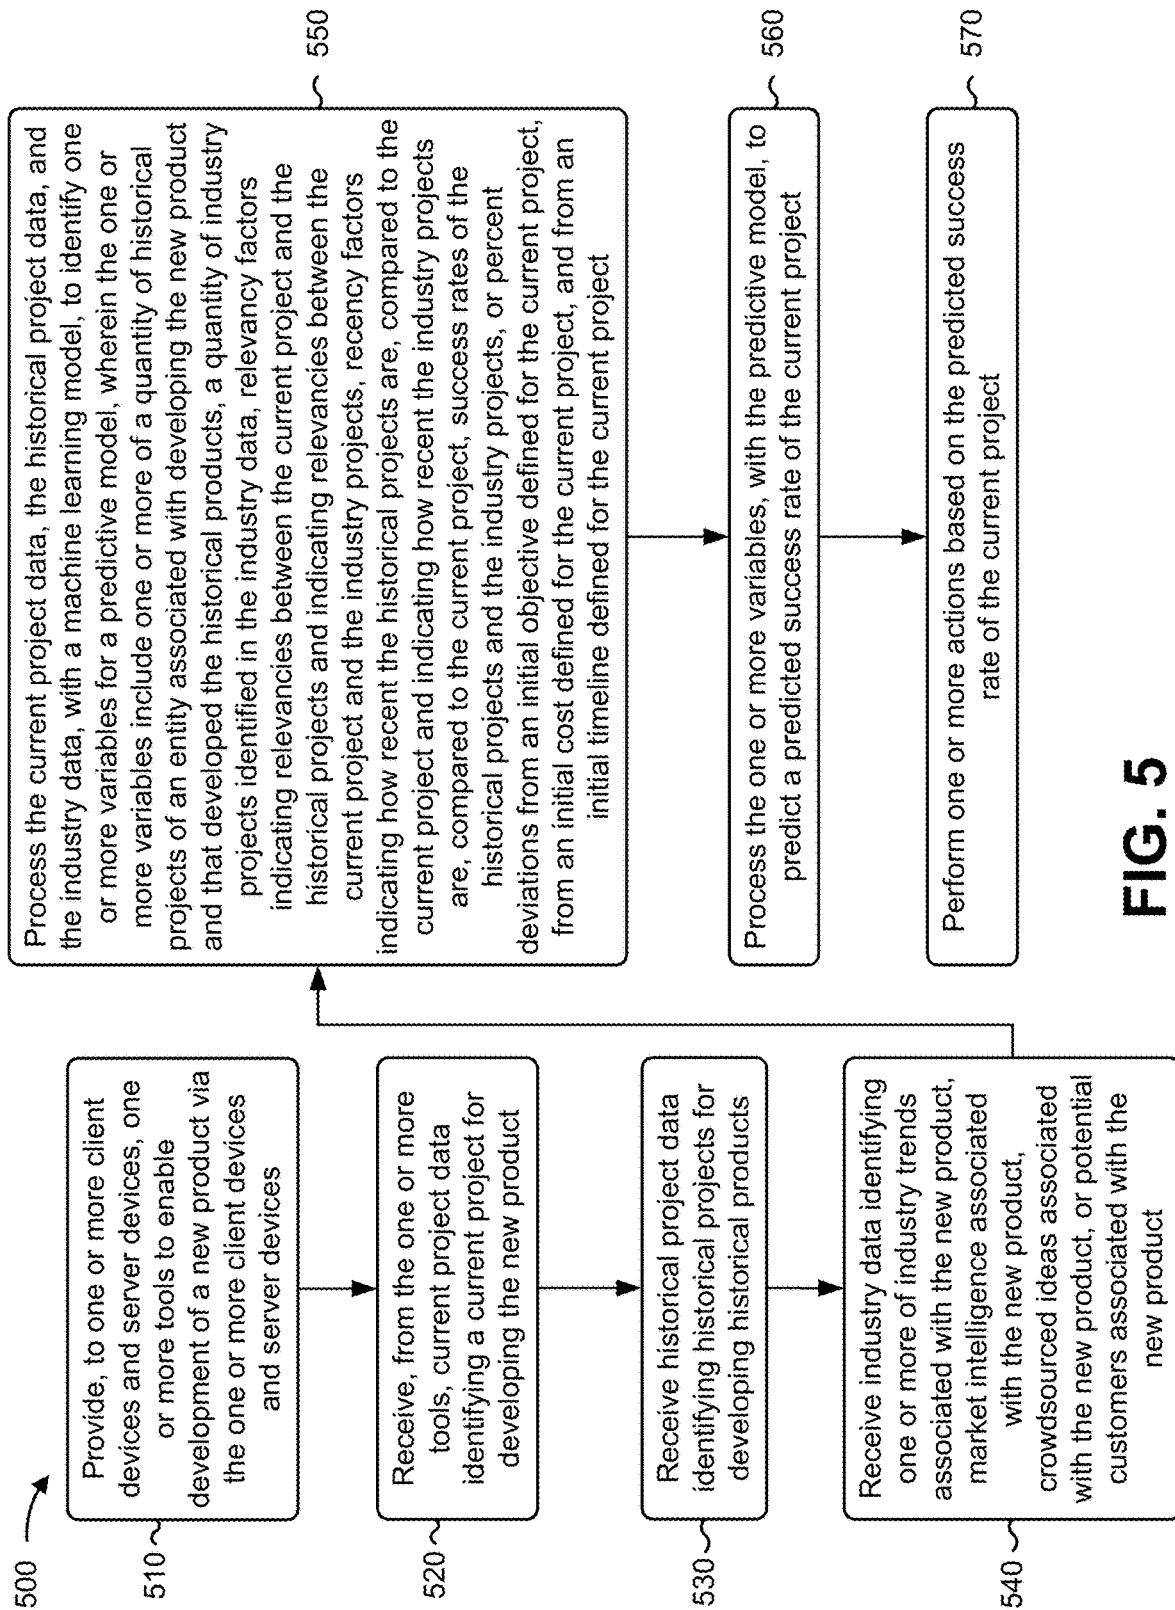 500
510
Provide, to one or more client
devices and server devices, one
or more tools to enable
development of a new product via
the one or more client devices
and server devices
520
Receive, from the one or more
tools, current project data
identifying a current project for
developing the new product
530
Receive historical project data
identifying historical projects for
developing historical products
540
Receive industry data identifying
one or more of industry trends
associated with the new product,
market intelligence associated
with the new product,
crowdsourced ideas associated
with the new product, or potential
customers associated with the
new product
550
Process the current project data, the historical project data, and
the industry data, with a machine learning model, to identify one
or more variables for a predictive model, wherein the one or
more variables include one or more of a quantity of historical
projects of an entity associated with developing the new product
and that developed the historical products, a quantity of industry
projects identified in the industry data, relevancy factors
indicating relevancies between the current project and the
historical projects and indicating relevancies between the
current project and the industry projects, recency factors
indicating how recent the historical projects are, compared to the
current project and indicating how recent the industry projects
are, compared to the current project, success rates of the
historical projects and the industry projects, or percent
deviations from an initial objective defined for the current project,
from an initial cost defined for the current project, and from an
initial timeline defined for the current project
560
Process the one or more variables, with the predictive model, to
predict a predicted success rate of the current project
570
Perform one or more actions based on the predicted success
rate of the current project
FIG. 5